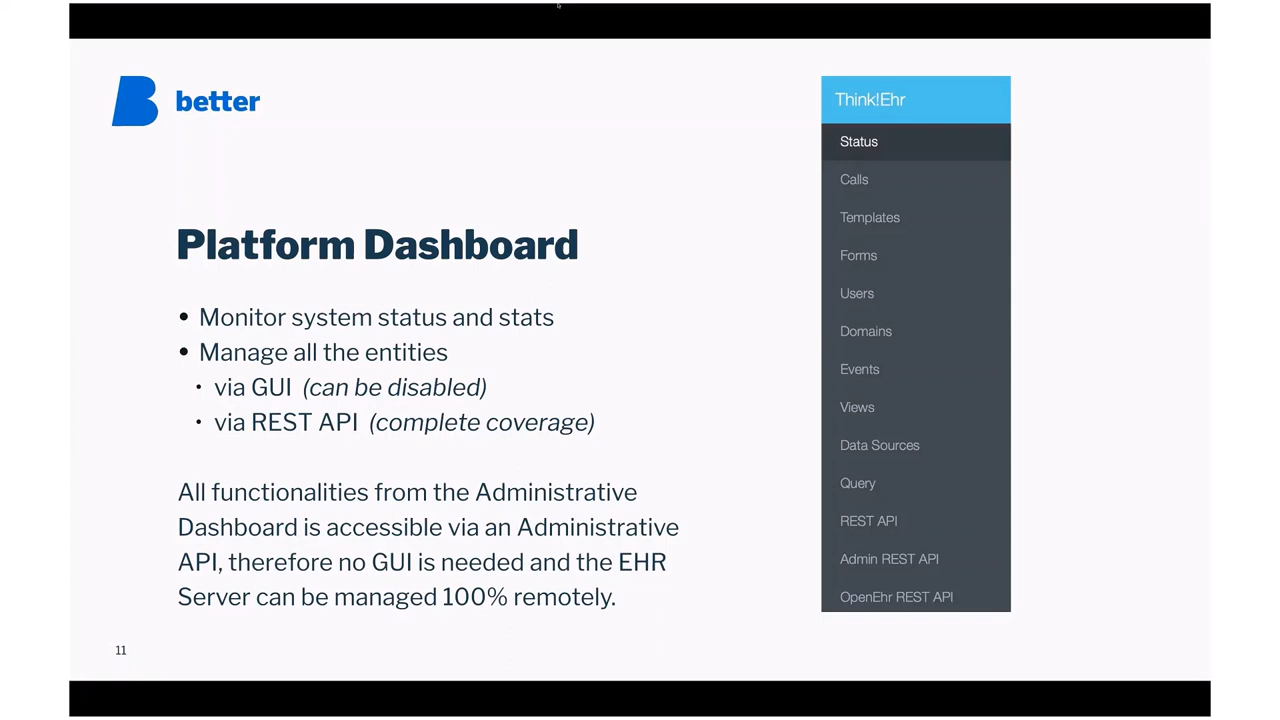 better
Platform Dashboard
• Monitor system status and stats
• Manage all the entities
• via GUI (can be disabled)
• via REST API (complete coverage)
All functionalities from the Administrative
Dashboard is accessible via an Administrative
API, therefore no GUI is needed and the EHR
Server can be managed 100% remotely.
11
Think!Ehr
Status
Calls
Templates
Forms
Users
Domains
Events
Views
Data Sources
Query
REST API
Admin REST API
OpenEhr REST API